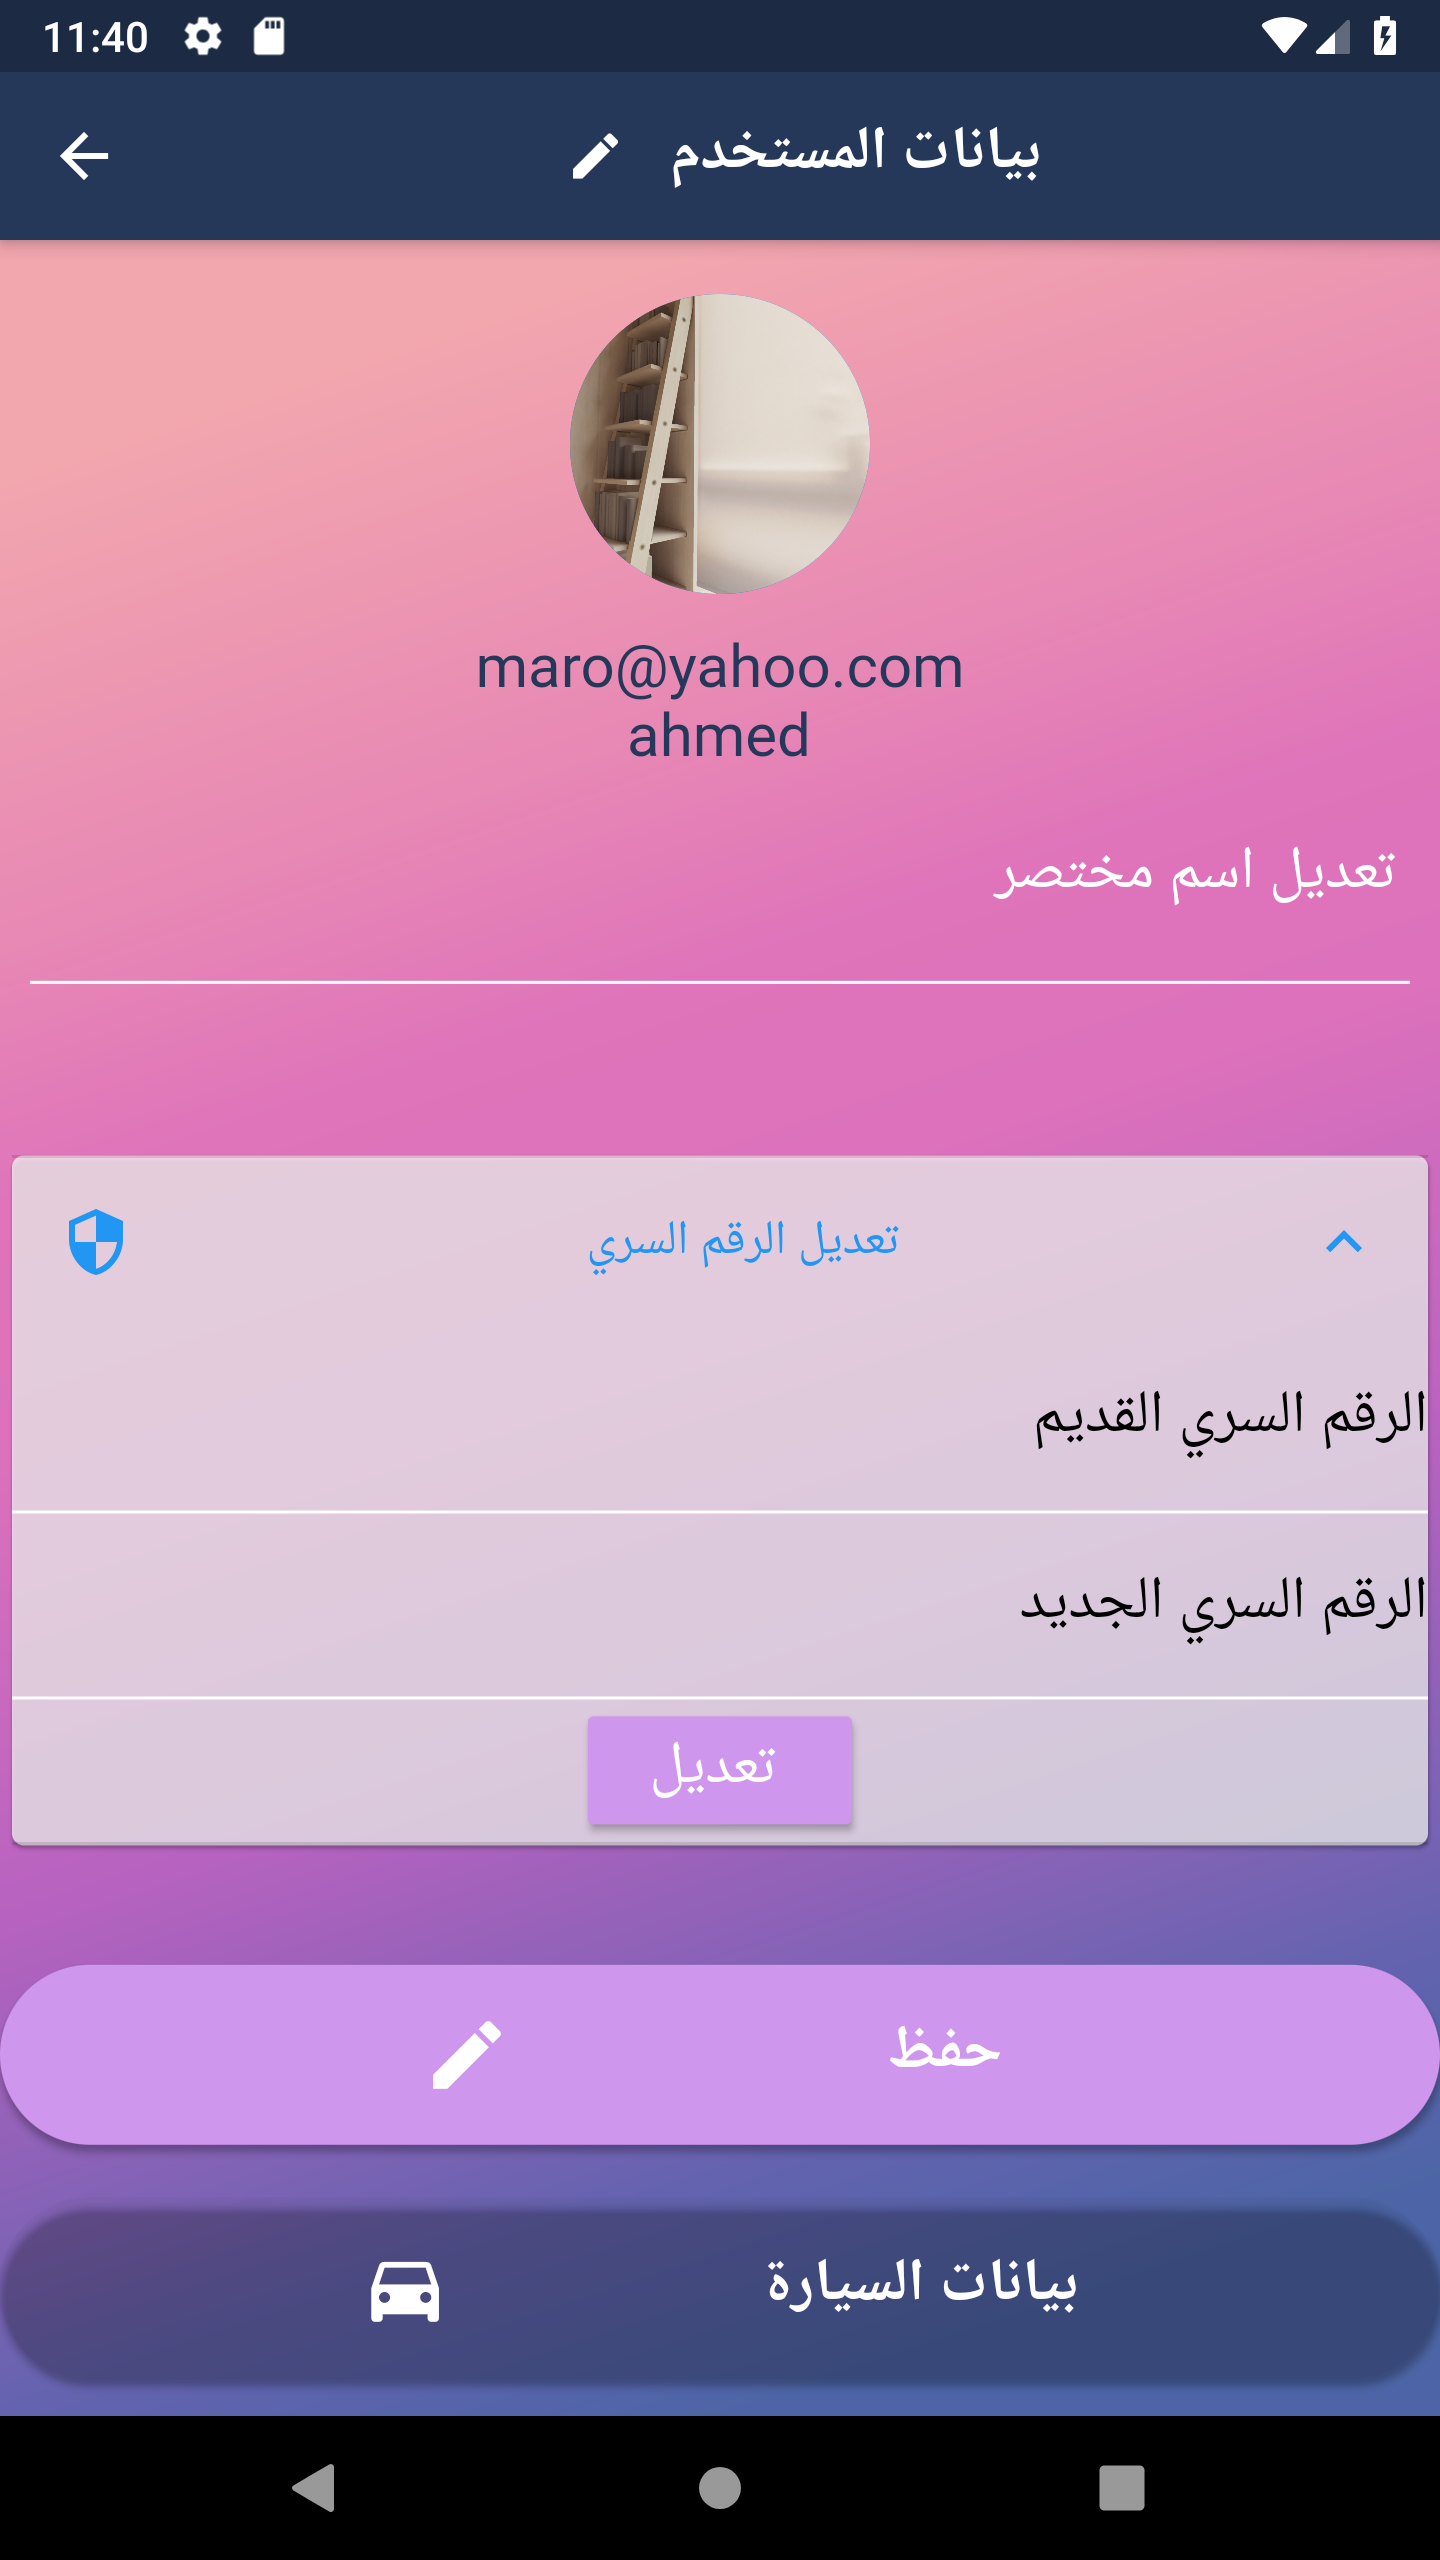 11:40
بيانات المستخدم
maro@yahoo.com
ahmed
تعديل اسم مختصر
تعديل الرقم السري
الرقم السري القديم
الرقم السري الجديد
تعديل
حفظ
بيانات السيارة